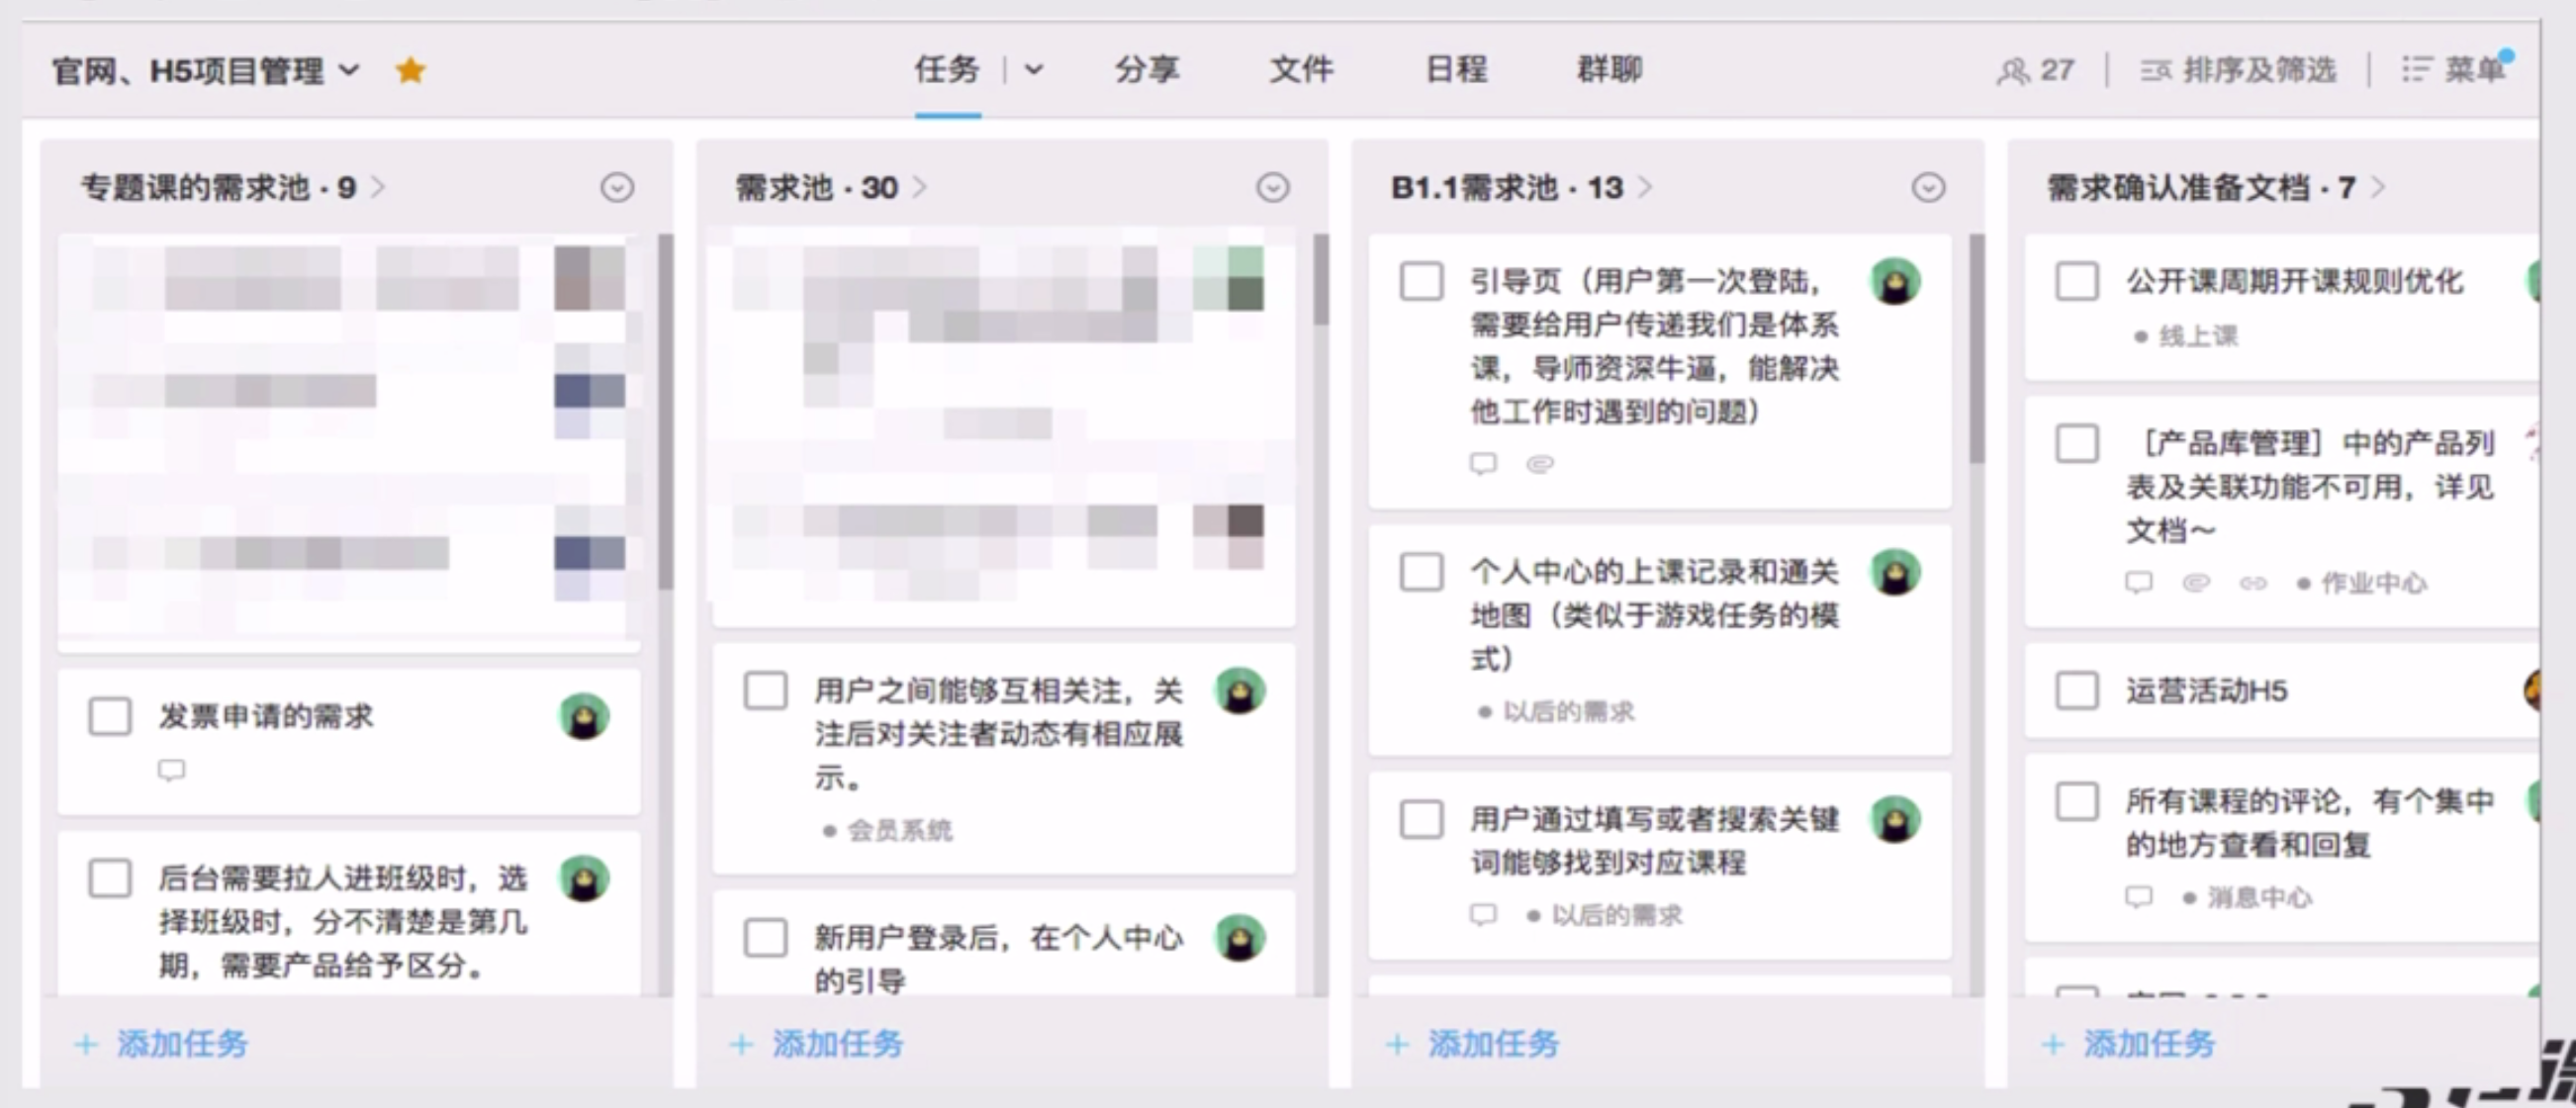 官网、H5项目管理
任务
分享
文件
日程
群聊
27
排序及筛选
菜单
专题课的需求池 · 9
发票申请的需求
后台需要拉人进班级时，选
择班级时，分不清楚是第几
期，需要产品给予区分。
+ 添加任务
需求池 · 30
用户之间能够互相关注，关
注后对关注者动态有相应展
示。
会员系统
新用户登录后，在个人中心
的引导
+ 添加任务
B1.1需求池 · 13
引导页（用户第一次登陆，
需要给用户传递我们是体系
课，导师资深牛逼，能解决
他工作时遇到的问题）
个人中心的上课记录和通关
地图（类似于游戏任务的模
式）
以后的需求
用户通过填写或者搜索关键
词能够找到对应课程
以后的需求
+ 添加任务
需求确认准备文档 · 7
公开课周期开课规则优化
线上课
［产品库管理］中的产品列
表及关联功能不可用，详见
文档～
作业中心
运营活动H5
所有课程的评论，有个集中
的地方查看和回复
消息中心
+ 添加任务